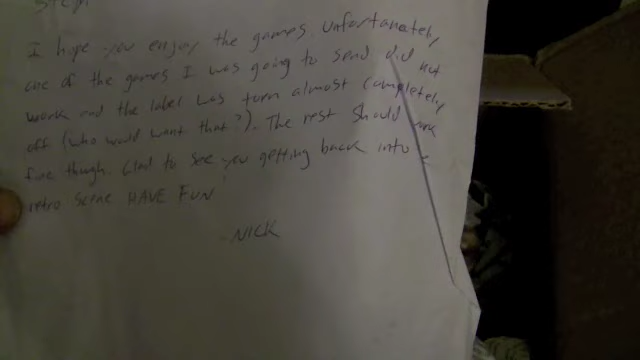 I hope you enjoy the games. Unfortunately
one of the games I was going to send did not
work and the label was torn almost completely
off (who would want that?). The rest should work
fine though. Glad to see you getting back into
retro scene HAVE FUN!
-NICK